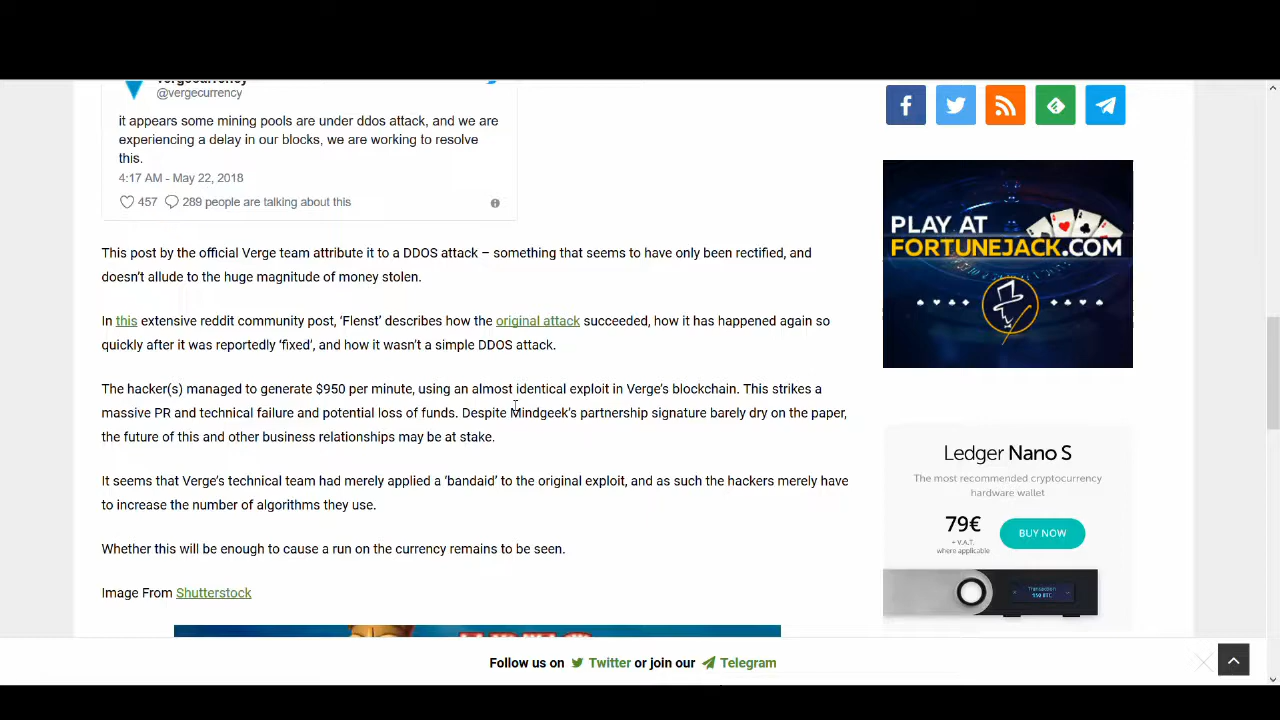 vergecurrency
@vergecurrency
it appears some mining pools are under ddos attack, and we are
experiencing a delay in our blocks, we are working to resolve
this.
4:17 AM - May 22, 2018
457 289 people are talking about this
This post by the official Verge team attribute it to a DDOS attack – something that seems to have only been rectified, and
doesn't allude to the huge magnitude of money stolen.
In this extensive reddit community post, 'Flenst' describes how the original attack succeeded, how it has happened again so
quickly after it was reportedly 'fixed', and how it wasn't a simple DDOS attack.
The hacker(s) managed to generate $950 per minute, using an almost identical exploit in Verge's blockchain. This strikes a
massive PR and technical failure and potential loss of funds. Despite Mindgeek's partnership signature barely dry on the paper,
the future of this and other business relationships may be at stake.
It seems that Verge's technical team had merely applied a 'bandaid' to the original exploit, and as such the hackers merely have
to increase the number of algorithms they use.
Whether this will be enough to cause a run on the currency remains to be seen.
Image From Shutterstock
PLAY AT
FORTUNEJACK.COM
Ledger Nano S
The most recommended cryptocurrency
hardware wallet
79€
+ V.A.T.
where applicable
BUY NOW
Follow us on Twitter or join our Telegram